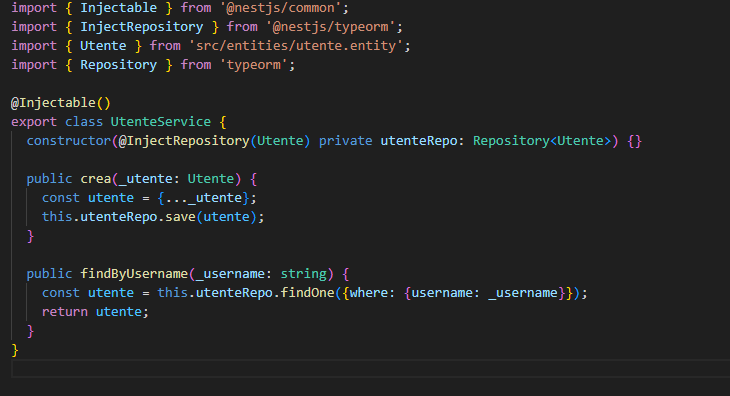 import { Injectable } from '@nestjs/common';
import { InjectRepository } from '@nestjs/typeorm';
import { Utente } from 'src/entities/utente.entity';
import { Repository } from 'typeorm';
@Injectable()
export class UtenteService {
constructor(@InjectRepository(Utente) private utenteRepo: Repository<Utente>) {}
public crea(_utente: Utente) {
const utente = {..._utente};
this.utenteRepo.save(utente);
}
public findByUsername(_username: string) {
const utente = this.utenteRepo.findOne({where: {username: _username}});
return utente;
}
}